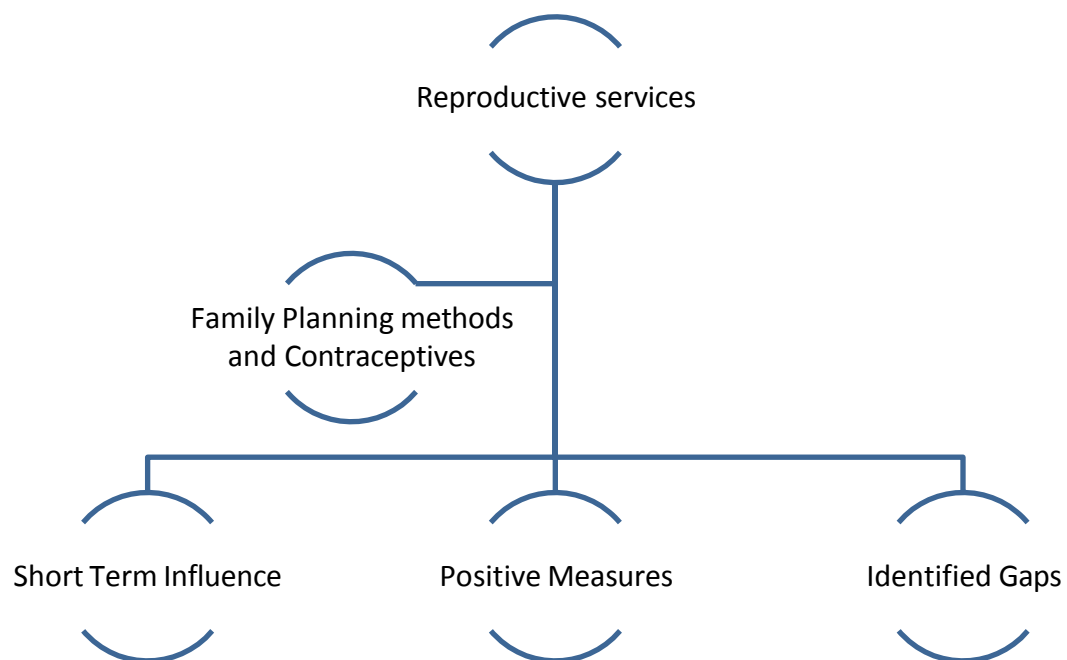 Reproductive services
Family Planning methods
and Contraceptives
Short Term Influence
Positive Measures
Identified Gaps